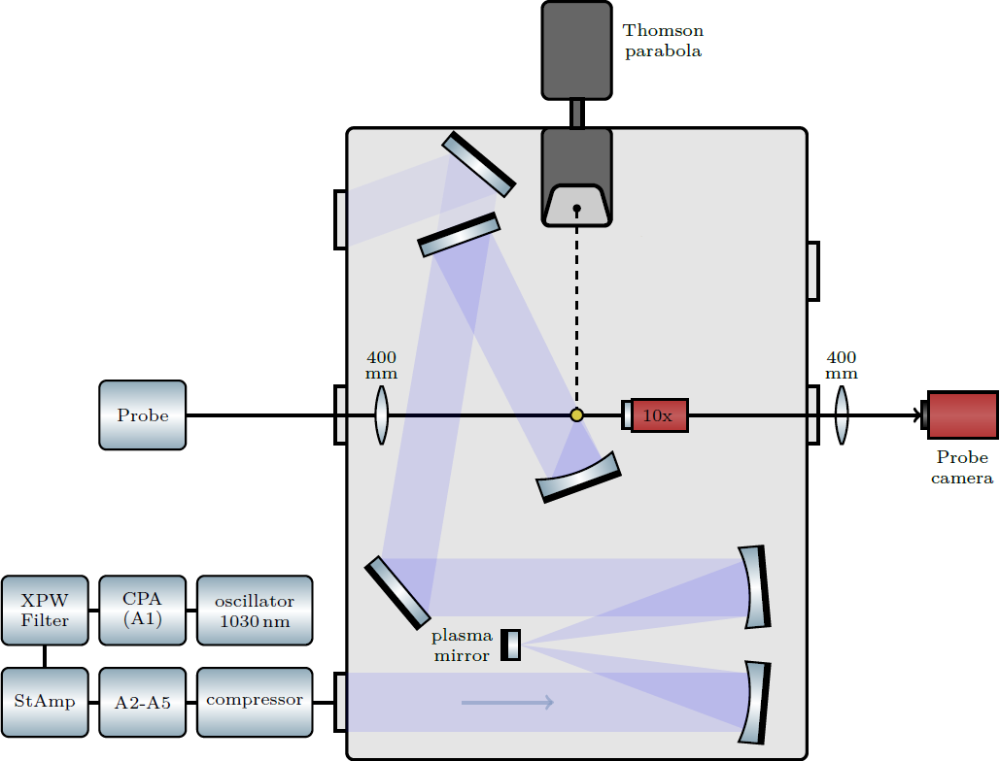 Thomson
parabola
400
mm
400
mm
Probe
10x
Probe
camera
XPW
Filter
CPA
(A1)
oscillator
1030 nm
plasma
mirror
StAmp
A2-A5
compressor